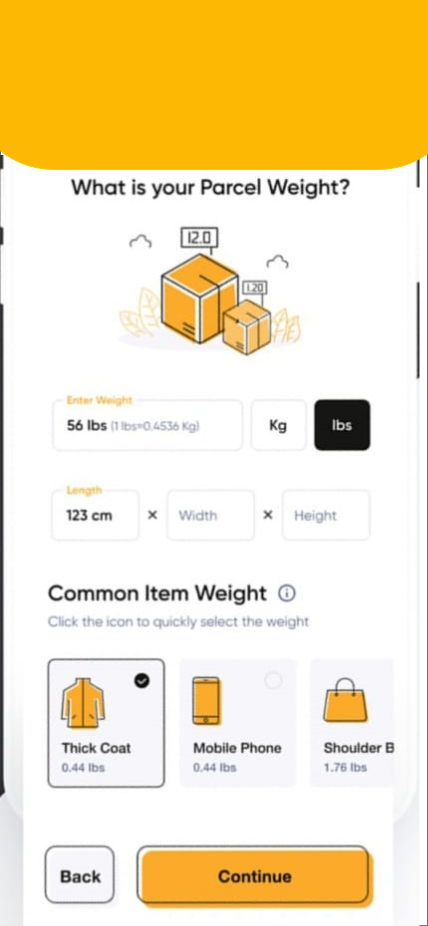 What is your Parcel Weight?
12.0
1.20
Enter Weight
56 lbs (1 lbs=0.4536 Kg)
Kg
lbs
Length
123 cm
×
Width
×
Height
Common Item Weight
Click the icon to quickly select the weight
Thick Coat
0.44 lbs
Mobile Phone
0.44 lbs
Shoulder B
1.76 lbs
Back
Continue